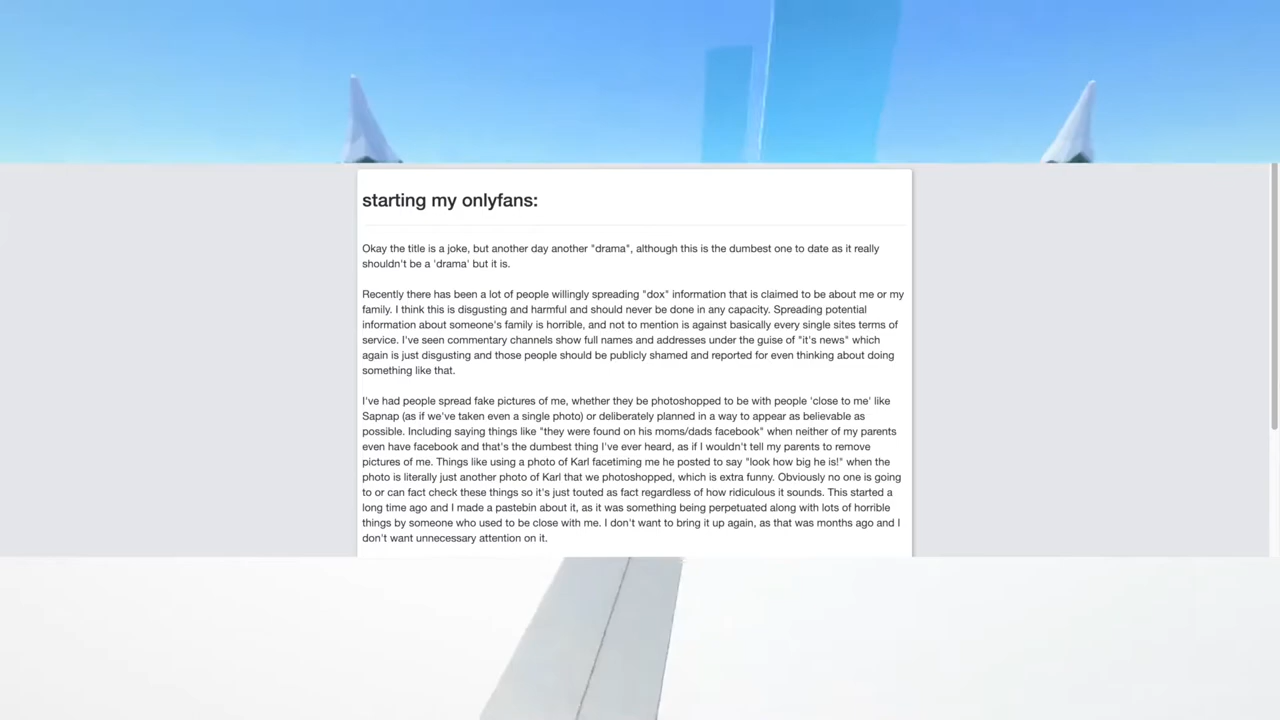 starting my onlyfans:
Okay the title is a joke, but another day another "drama", although this is the dumbest one to date as it really
shouldn't be a 'drama' but it is.
Recently there has been a lot of people willingly spreading "dox" information that is claimed to be about me or my
family. I think this is disgusting and harmful and should never be done in any capacity. Spreading potential
information about someone's family is horrible, and not to mention is against basically every single sites terms of
service. I've seen commentary channels show full names and addresses under the guise of "it's news" which
again is just disgusting and those people should be publicly shamed and reported for even thinking about doing
something like that.
I've had people spread fake pictures of me, whether they be photoshopped to be with people 'close to me' like
Sapnap (as if we've taken even a single photo) or deliberately planned in a way to appear as believable as
possible. Including saying things like "they were found on his moms/dads facebook" when neither of my parents
even have facebook and that's the dumbest thing I've ever heard, as if I wouldn't tell my parents to remove
pictures of me. Things like using a photo of Karl facetiming me he posted to say "look how big he is!" when the
photo is literally just another photo of Karl that we photoshopped, which is extra funny. Obviously no one is going
to or can fact check these things so it's just touted as fact regardless of how ridiculous it sounds. This started a
long time ago and I made a pastebin about it, as it was something being perpetuated along with lots of horrible
things by someone who used to be close with me. I don't want to bring it up again, as that was months ago and I
don't want unnecessary attention on it.